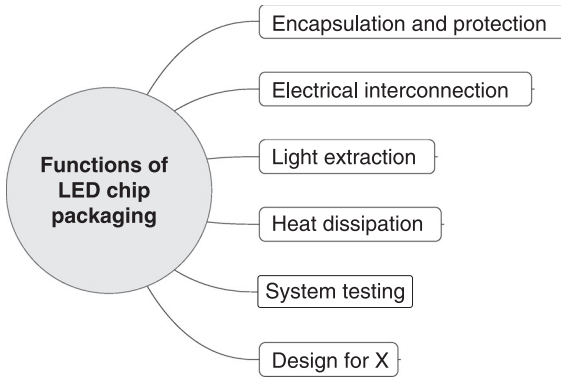 Functions of
LED chip
packaging
Encapsulation and protection
Electrical interconnection
Light extraction
Heat dissipation
System testing
Design for X